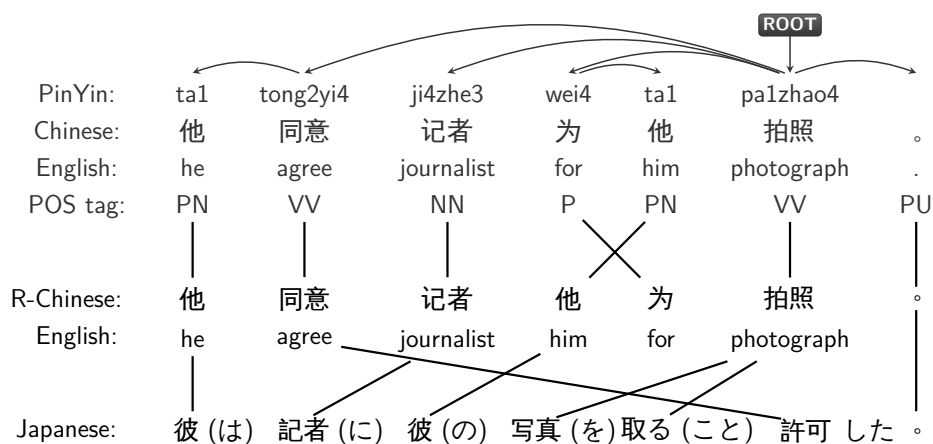 ROOT
PinYin: ta1 tong2yi4 ji4zhe3 wei4 ta1 pa1zhao4
Chinese: 他 同意 记者 为 他 拍照 。
English: he agree journalist for him photograph .
POS tag: PN VV NN P PN VV PU
R-Chinese: 他 同意 记者 他 为 拍照 。
English: he agree journalist him for photograph
Japanese: 彼 (は) 記者 (に) 彼 (の) 写真 (を) 取る (こと) 許可 した 。